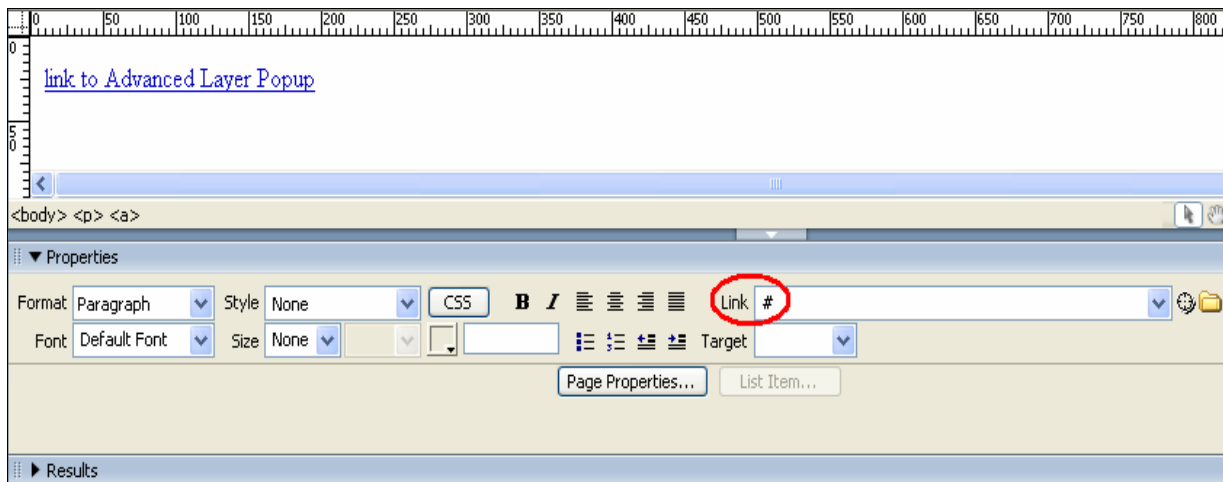 0 50 100 150 200 250 300 350 400 450 500 550 600 650 700 750 800
0
link to Advanced Layer Popup
50
<body> <p> <a>
Properties
Format Paragraph Style None CSS B I Link #
Font Default Font Size None Target
Page Properties... List Item...
Results